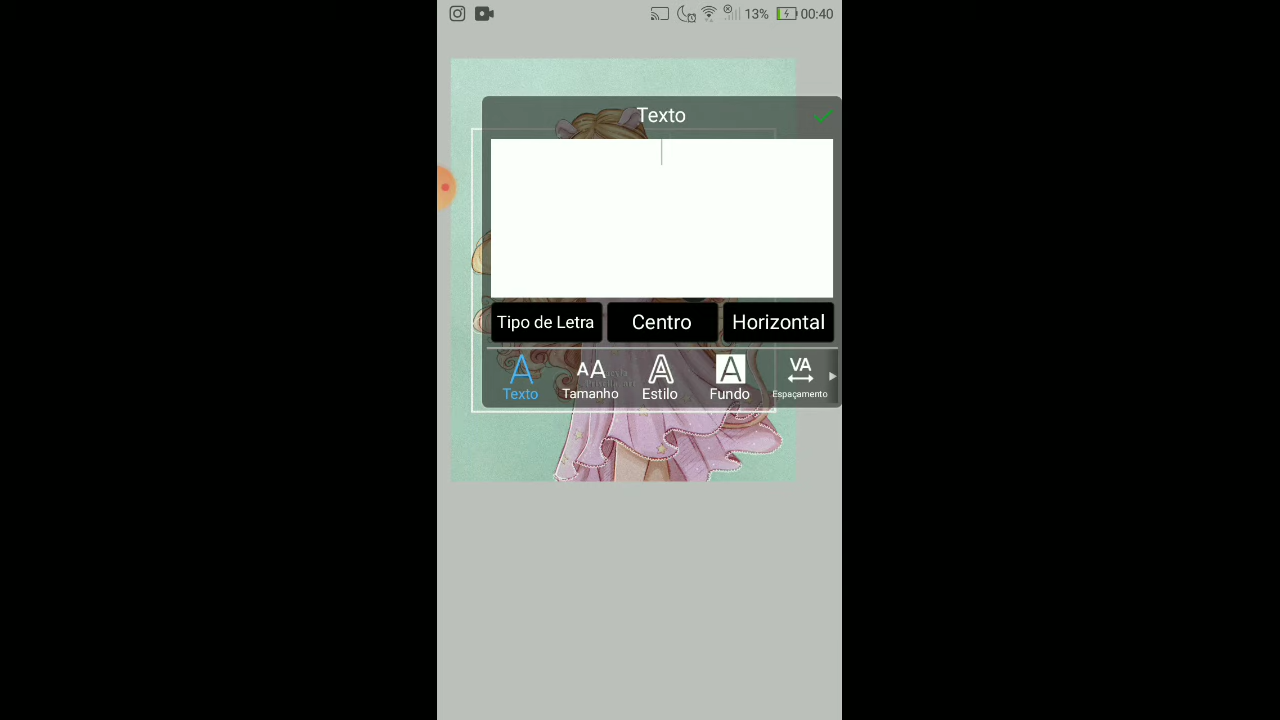 13% 00:40
Texto
Tipo de Letra Centro Horizontal
A AA A A VA
Texto Tamanho Estilo Fundo Espaçamento